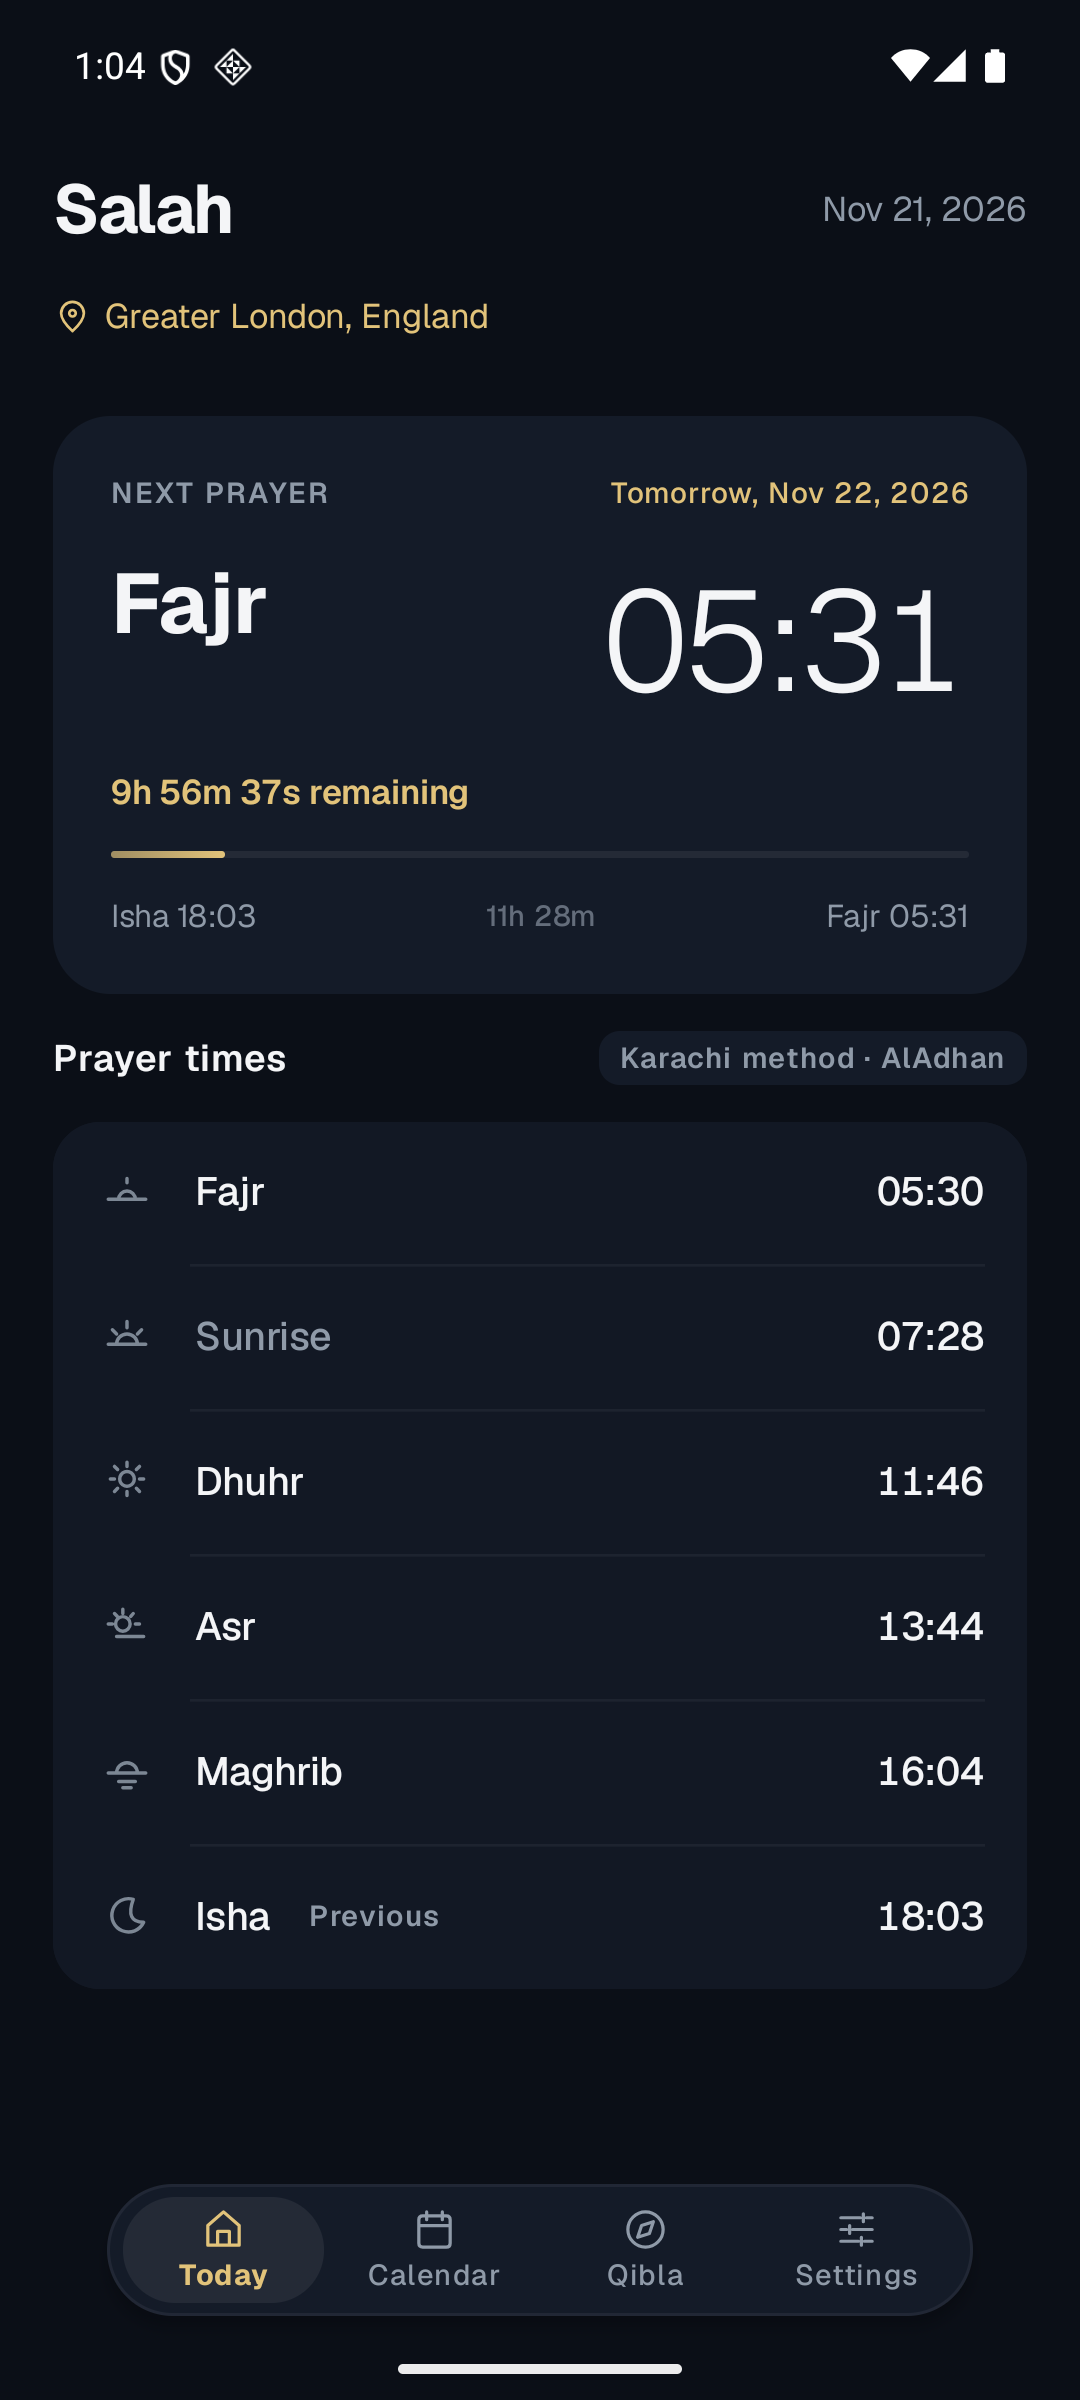 1:04
Salah
Nov 21, 2026
Greater London, England
NEXT PRAYER
Tomorrow, Nov 22, 2026
Fajr
05:31
9h 56m 37s remaining
Isha 18:03
11h 28m
Fajr 05:31
Prayer times
Karachi method · AlAdhan
Fajr
05:30
Sunrise
07:28
Dhuhr
11:46
Asr
13:44
Maghrib
16:04
Isha
Previous
18:03
Today
Calendar
Qibla
Settings